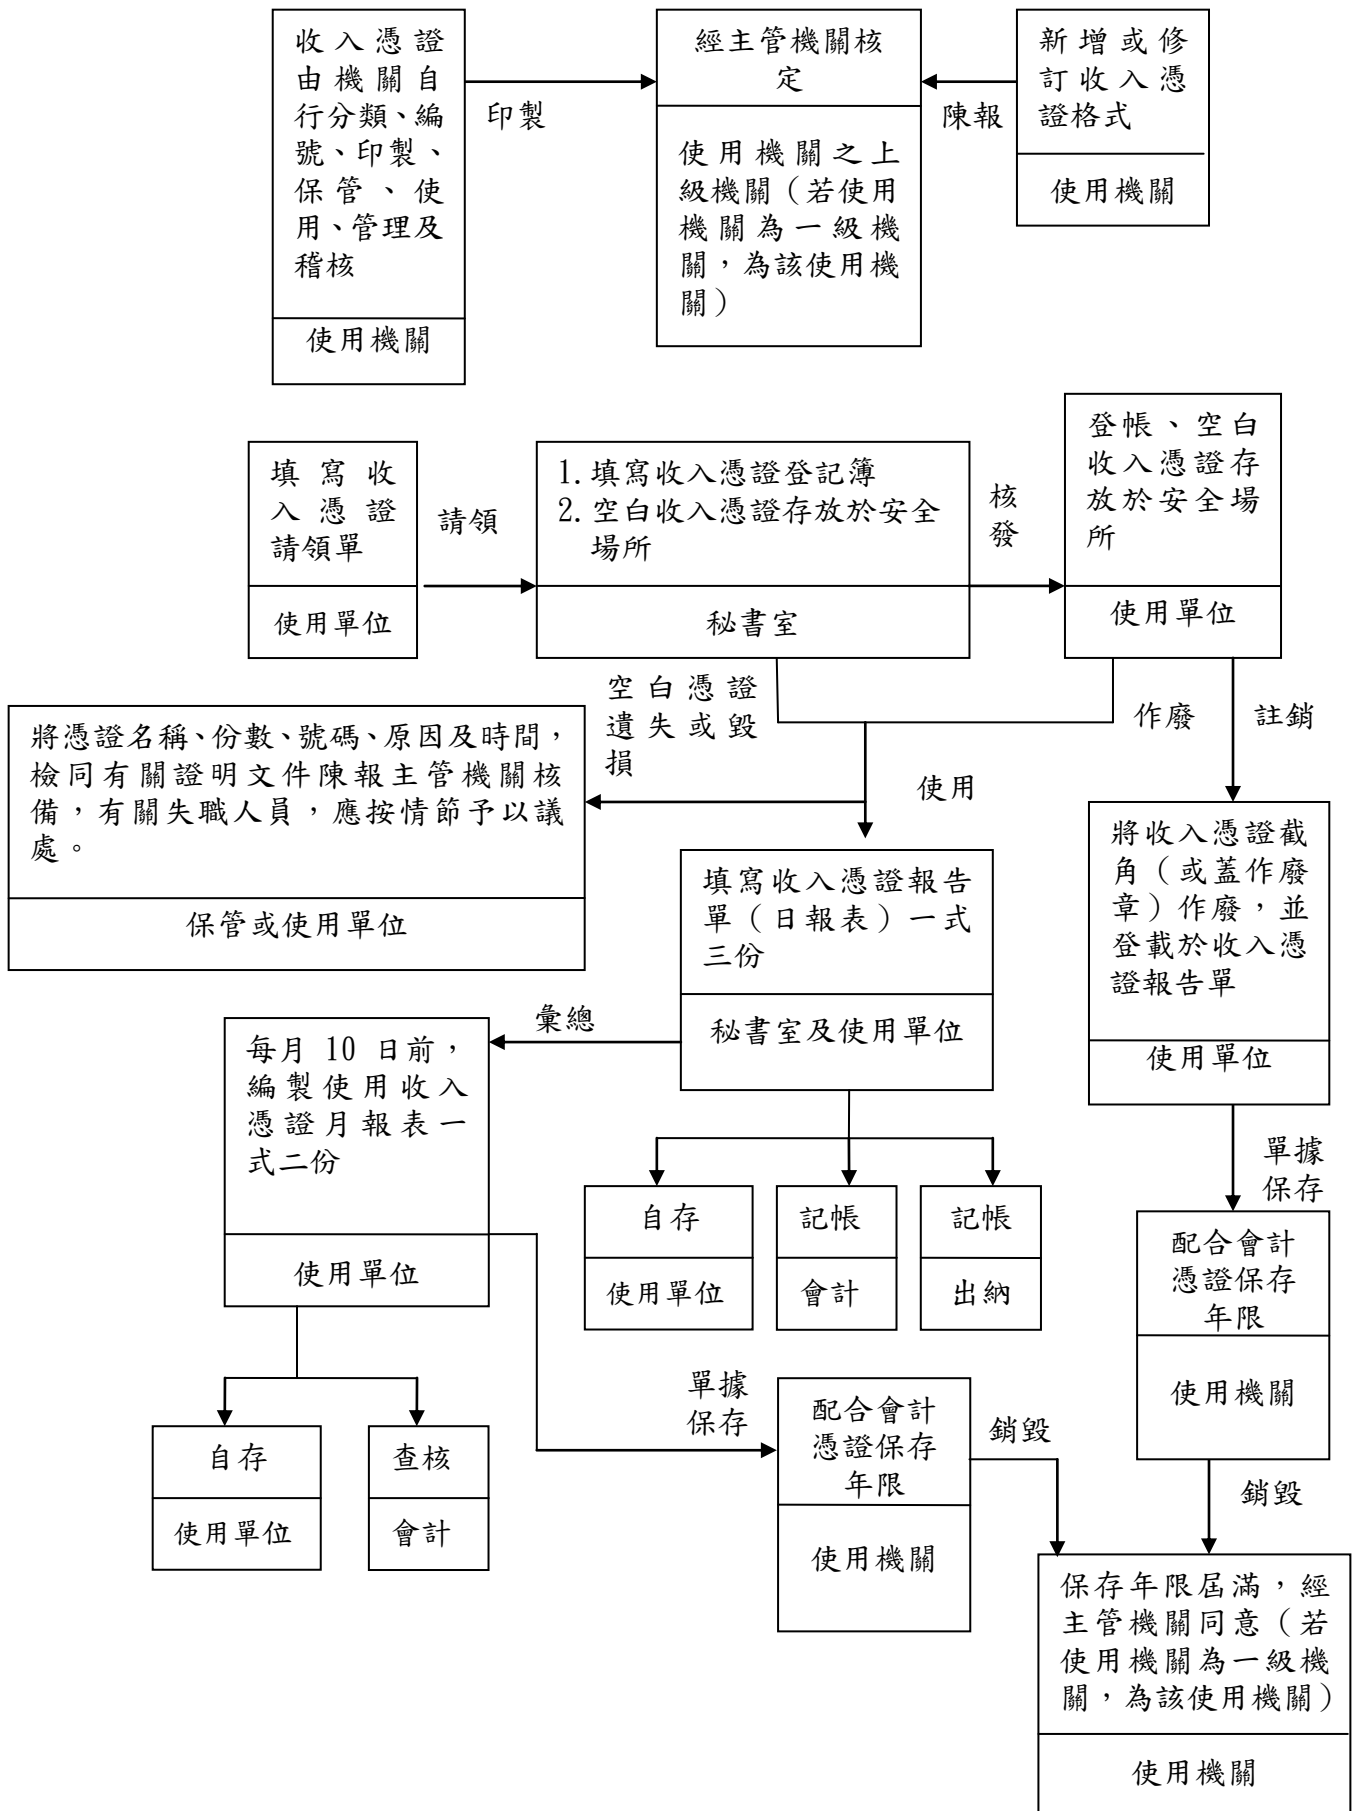 收入憑證
由機關自
行分類、編
號、印製、
保管、使
用、管理及
稽核
使用機關
印製
經主管機關核
定
使用機關之上
級機關（若使用
機關為一級機
關，為該使用機
關）
陳報
新增或修
訂收入憑
證格式
使用機關
填寫收
入憑證
請領單
使用單位
請領
1.填寫收入憑證登記簿
2.空白收入憑證存放於安全
場所
秘書室
核
發
登帳、空白
收入憑證存
放於安全場
所
使用單位
空白憑證
遺失或毀
損
使用
作廢
註銷
將憑證名稱、份數、號碼、原因及時間，
檢同有關證明文件陳報主管機關核
備，有關失職人員，應按情節予以議
處。
保管或使用單位
填寫收入憑證報告
單（日報表）一式
三份
秘書室及使用單位
將收入憑證截
角（或蓋作廢
章）作廢，並
登載於收入憑
證報告單
使用單位
彙總
每月 10 日前，
編製使用收入
憑證月報表一
式二份
使用單位
自存
使用單位
記帳
會計
記帳
出納
單據
保存
配合會計
憑證保存
年限
使用機關
自存
使用單位
查核
會計
單據
保存
配合會計
憑證保存
年限
使用機關
銷毀
銷毀
保存年限屆滿，經
主管機關同意（若
使用機關為一級機
關，為該使用機關）
使用機關